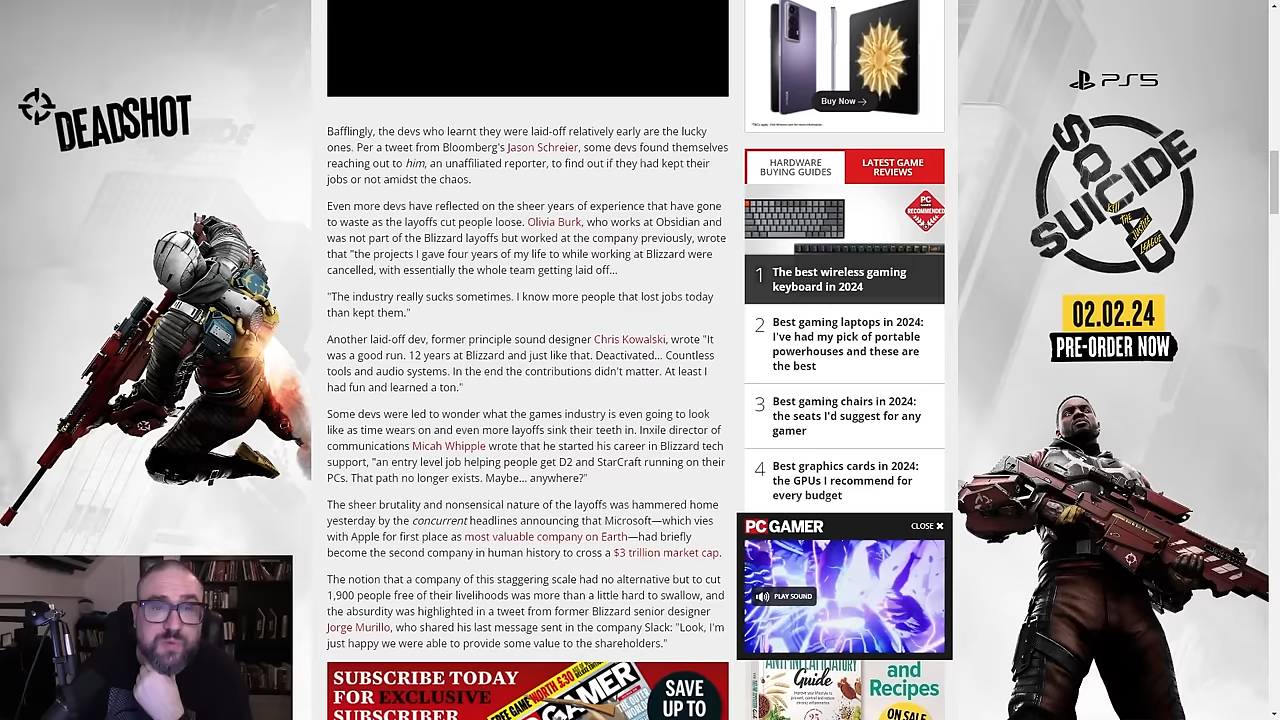 DEADSHOT
Bafflingly, the devs who learnt they were laid-off relatively early are the lucky
ones. Per a tweet from Bloomberg's Jason Schreier, some devs found themselves
reaching out to him, an unaffiliated reporter, to find out if they had kept their
jobs or not amidst the chaos.
Even more devs have reflected on the sheer years of experience that have gone
to waste as the layoffs cut people loose. Olivia Burk, who works at Obsidian and
was not part of the Blizzard layoffs but worked at the company previously, wrote
that "the projects I gave four years of my life to while working at Blizzard were
cancelled, with essentially the whole team getting laid off...
"The industry really sucks sometimes. I know more people that lost jobs today
than kept them."
Another laid-off dev, former principle sound designer Chris Kowalski, wrote "It
was a good run. 12 years at Blizzard and just like that. Deactivated... Countless
tools and audio systems. In the end the contributions didn't matter. At least I
had fun and learned a ton."
Some devs were led to wonder what the games industry is even going to look
like as time wears on and even more layoffs sink their teeth in. Inxile director of
communications Micah Whipple wrote that he started his career in Blizzard tech
support, "an entry level job helping people get D2 and StarCraft running on their
PCs. That path no longer exists. Maybe... anywhere?"
The sheer brutality and nonsensical nature of the layoffs was hammered home
yesterday by the concurrent headlines announcing that Microsoft—which vies
with Apple for first place as most valuable company on Earth—had briefly
become the second company in human history to cross a $3 trillion market cap.
The notion that a company of this staggering scale had no alternative but to cut
1,900 people free of their livelihoods was more than a little hard to swallow, and
the absurdity was highlighted in a tweet from former Blizzard senior designer
Jorge Murillo, who shared his last message sent in the company Slack: "Look, I'm
just happy we were able to provide some value to the shareholders."
SUBSCRIBE TODAY
FOR EXCLUSIVE
SUBSCRIBER
FREE GAME WORTH £30
GAMER
SAVE
UP TO
Buy Now →
HARDWARE
BUYING GUIDES
LATEST GAME
REVIEWS
PC GAMER
RECOMMENDED
1 The best wireless gaming
keyboard in 2024
2 Best gaming laptops in 2024:
I've had my pick of portable
powerhouses and these are
the best
3 Best gaming chairs in 2024:
the seats I'd suggest for any
gamer
4 Best graphics cards in 2024:
the GPUs I recommend for
every budget
PC GAMER
CLOSE ✖
PLAY SOUND
ANTI INFLAMMATORY
Guide
and
Recipes
ON SALE
PS5
SUICIDE
SQUAD
KILL
THE
JUSTICE
LEAGUE
02.02.24
PRE-ORDER NOW